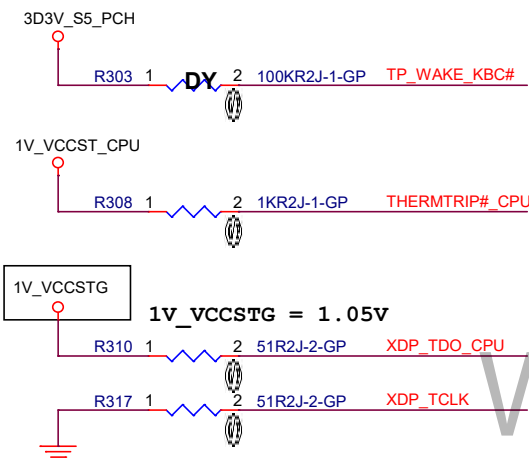 3D3V_S5_PCH
R303 1 DY 2 100KR2J-1-GP TP_WAKE_KBC#
1V_VCCST_CPU
R308 1 2 1KR2J-1-GP THERMTRIP#_CPU
1V_VCCSTG
1V_VCCSTG = 1.05V
R310 1 2 51R2J-2-GP XDP_TDO_CPU
R317 1 2 51R2J-2-GP XDP_TCLK